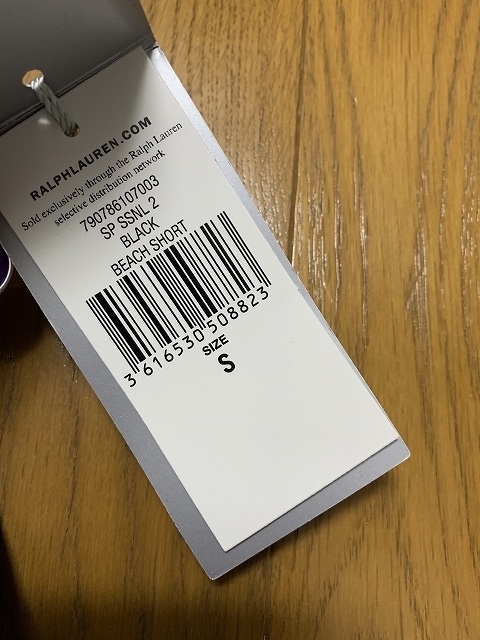 RALPHLAUREN.COM
Sold exclusively through the Ralph Lauren
selective distribution network
790786107003
SP SSNL 2
BLACK
BEACH SHORT
3 616530 508823
SIZE
S